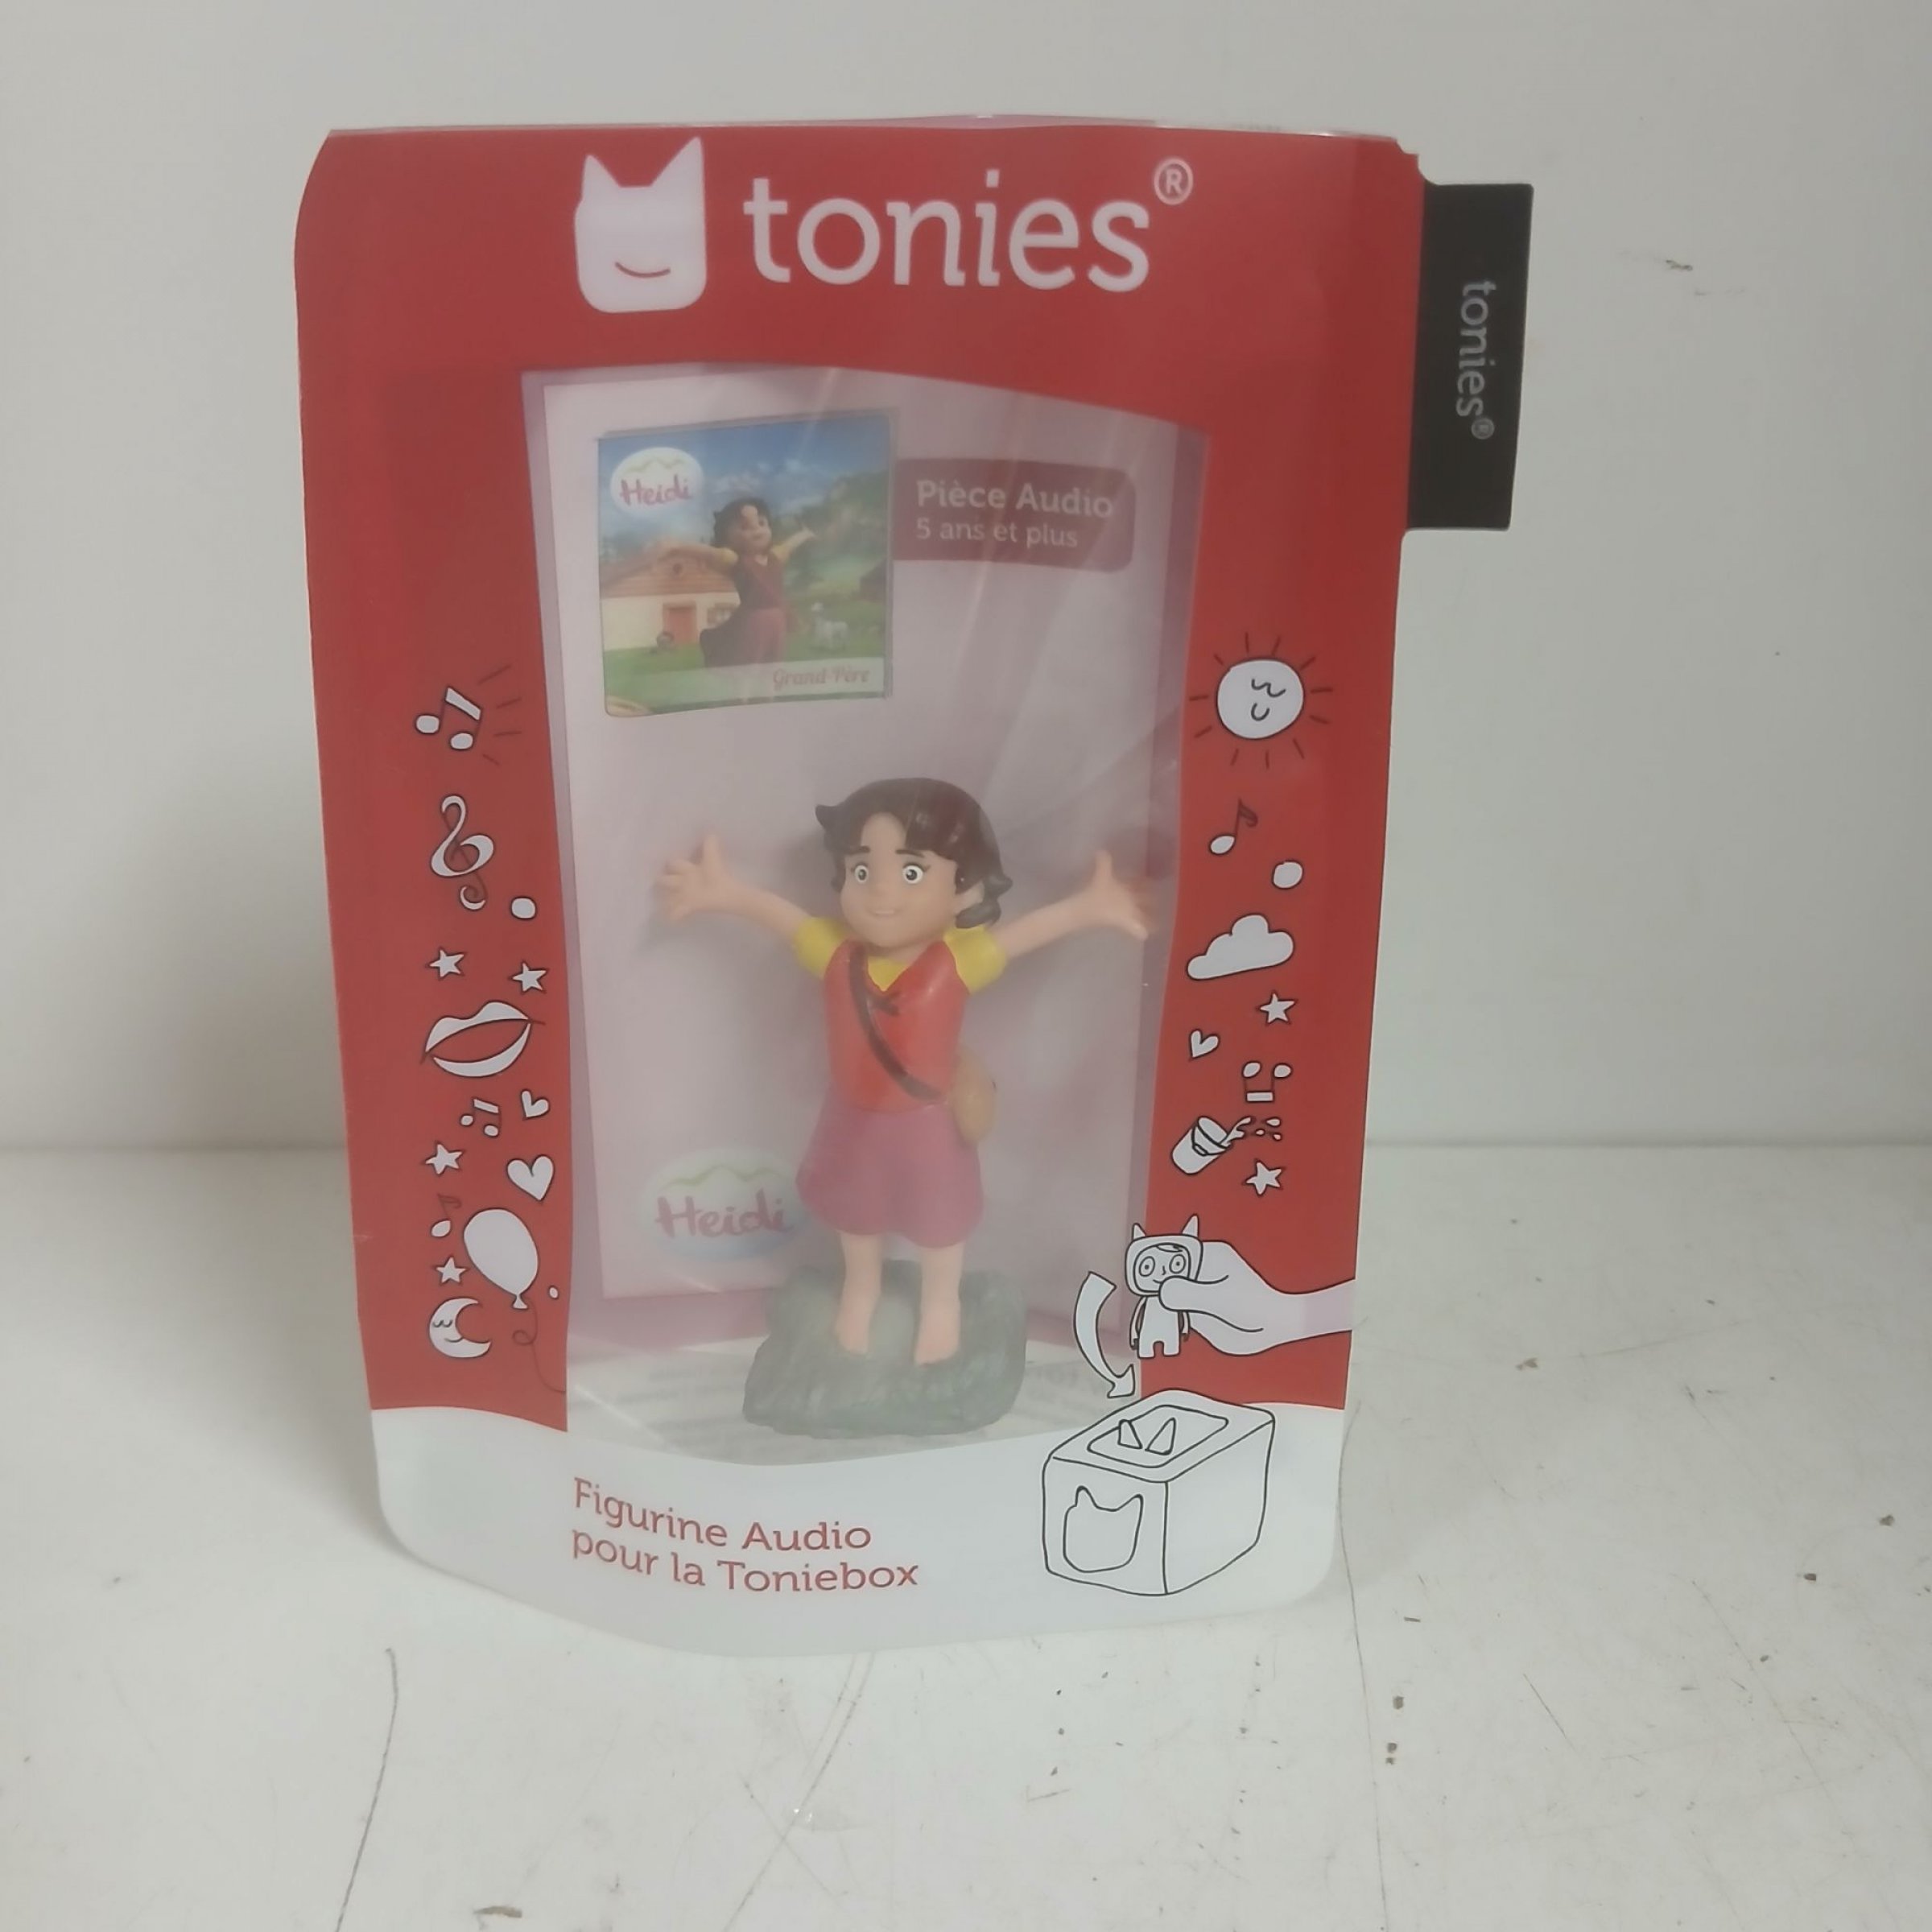 tonies®
tonies®
Heidi
Pièce Audio
5 ans et plus
Grand-Père
Heidi
Figurine Audio
pour la Toniebox